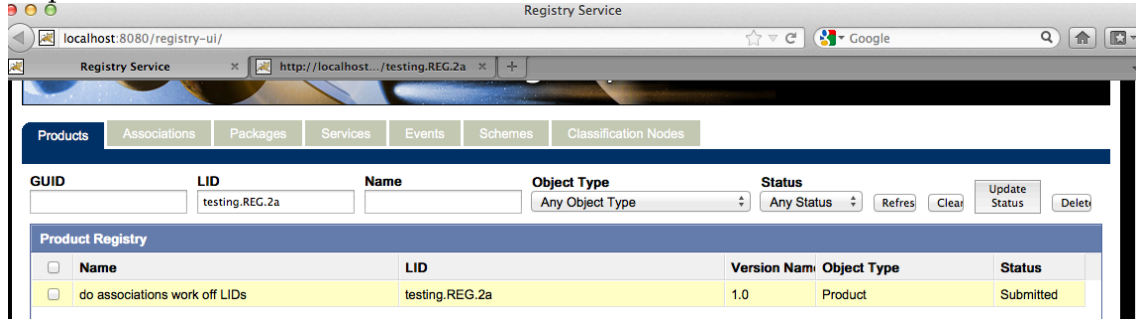 Registry Service
localhost:8080/registry-ui/
Google
Registry Service
http://localhost.../testing.REG.2a
Products Associations Packages Services Events Schemes Classification Nodes
GUID LID Name Object Type Status
testing.REG.2a Any Object Type Any Status Refres Clear Update Status Delete
Product Registry
Name LID Version Name Object Type Status
do associations work off LIDs testing.REG.2a 1.0 Product Submitted